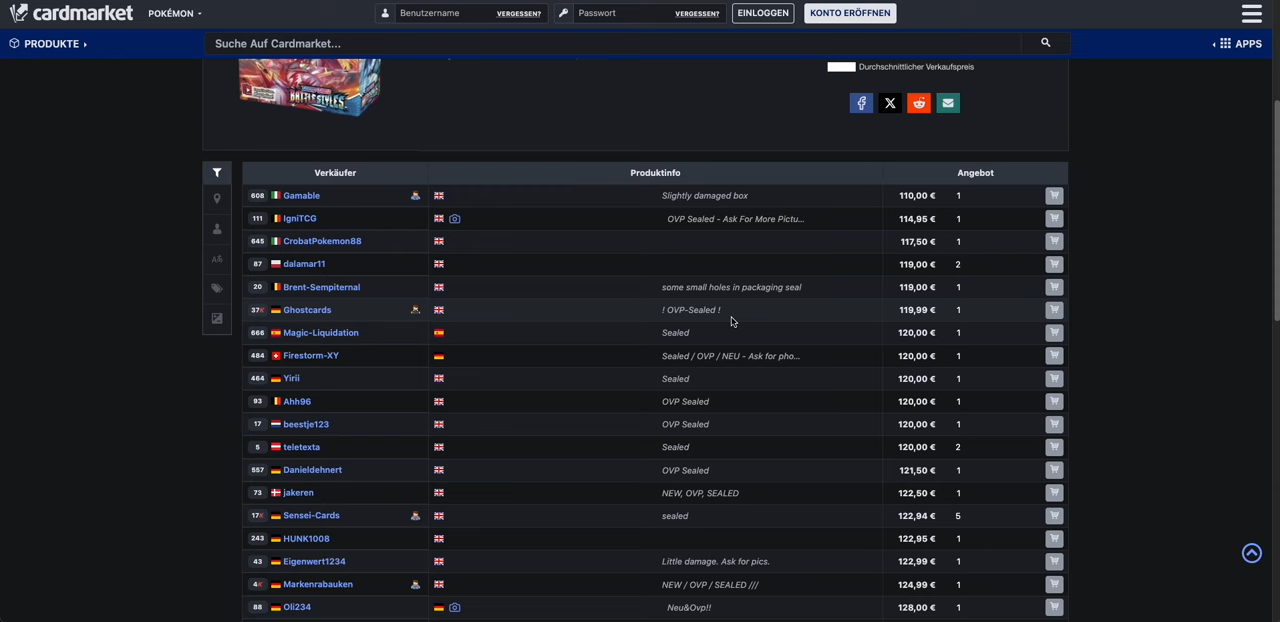 cardmarket POKÉMON Benutzername VERGESSEN? Passwort VERGESSEN? EINLOGGEN KONTO ERÖFFNEN
PRODUKTE Suche Auf Cardmarket... APPS
BATTLE STYLES
Durchschnittlicher Verkaufspreis
Verkäufer Produktinfo Angebot
608 Gamable Slightly damaged box 110,00 € 1
111 IgniTCG OVP Sealed - Ask For More Pictu... 114,95 € 1
645 CrobatPokemon88 117,50 € 1
87 dalamar11 119,00 € 2
20 Brent-Sempiternal some small holes in packaging seal 119,00 € 1
37K Ghostcards ! OVP-Sealed ! 119,99 € 1
666 Magic-Liquidation Sealed 120,00 € 1
484 Firestorm-XY Sealed / OVP / NEU - Ask for pho... 120,00 € 1
464 Yirii Sealed 120,00 € 1
93 Ahh96 OVP Sealed 120,00 € 1
17 beestje123 OVP Sealed 120,00 € 1
5 teletexta Sealed 120,00 € 2
557 Danieldehnert OVP Sealed 121,50 € 1
73 jakeren NEW, OVP, SEALED 122,50 € 1
17K Sensei-Cards sealed 122,94 € 5
243 HUNK1008 122,95 € 1
43 Eigenwert1234 Little damage. Ask for pics. 122,99 € 1
4K Markenrabauken NEW / OVP / SEALED /// 124,99 € 1
88 Oli234 Neu&Ovp!! 128,00 € 1